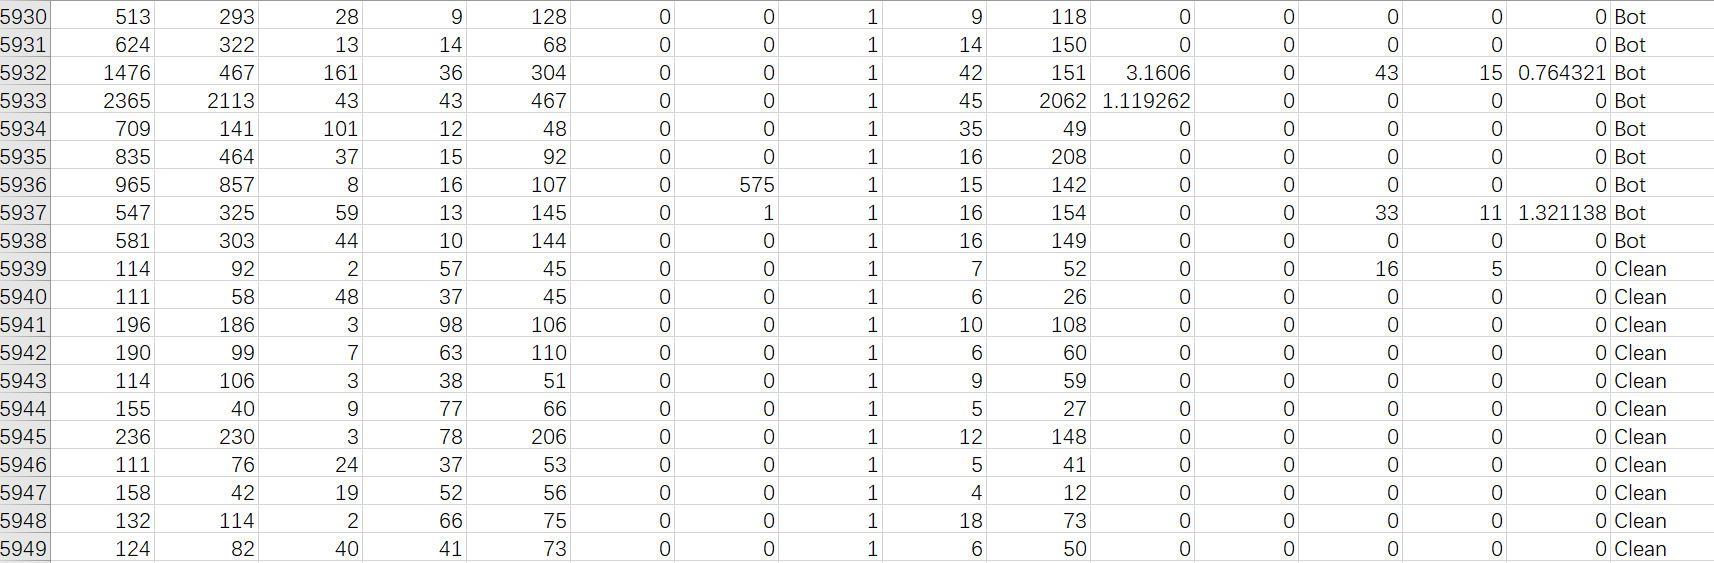 5930 513 293 28 9 128 0 0 1 9 118 0 0 0 0 0 Bot
5931 624 322 13 14 68 0 0 1 14 150 0 0 0 0 0 Bot
5932 1476 467 161 36 304 0 0 1 42 151 3.1606 0 43 15 0.764321 Bot
5933 2365 2113 43 43 467 0 0 1 45 2062 1.119262 0 0 0 0 Bot
5934 709 141 101 12 48 0 0 1 35 49 0 0 0 0 0 Bot
5935 835 464 37 15 92 0 0 1 16 208 0 0 0 0 0 Bot
5936 965 857 8 16 107 0 575 1 15 142 0 0 0 0 0 Bot
5937 547 325 59 13 145 0 1 1 16 154 0 0 33 11 1.321138 Bot
5938 581 303 44 10 144 0 0 1 16 149 0 0 0 0 0 Bot
5939 114 92 2 57 45 0 0 1 7 52 0 0 16 5 0 Clean
5940 111 58 48 37 45 0 0 1 6 26 0 0 0 0 0 Clean
5941 196 186 3 98 106 0 0 1 10 108 0 0 0 0 0 Clean
5942 190 99 7 63 110 0 0 1 6 60 0 0 0 0 0 Clean
5943 114 106 3 38 51 0 0 1 9 59 0 0 0 0 0 Clean
5944 155 40 9 77 66 0 0 1 5 27 0 0 0 0 0 Clean
5945 236 230 3 78 206 0 0 1 12 148 0 0 0 0 0 Clean
5946 111 76 24 37 53 0 0 1 5 41 0 0 0 0 0 Clean
5947 158 42 19 52 56 0 0 1 4 12 0 0 0 0 0 Clean
5948 132 114 2 66 75 0 0 1 18 73 0 0 0 0 0 Clean
5949 124 82 40 41 73 0 0 1 6 50 0 0 0 0 0 Clean